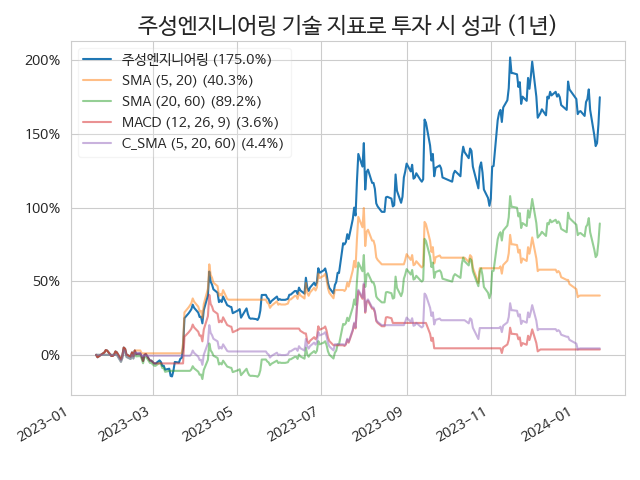 주성엔지니어링 기술 지표로 투자 시 성과 (1년)
200%
150%
100%
50%
0%
주성엔지니어링 (175.0%)
SMA (5, 20) (40.3%)
SMA (20, 60) (89.2%)
MACD (12, 26, 9) (3.6%)
C_SMA (5, 20, 60) (4.4%)
2023-01
2023-03
2023-05
2023-07
2023-09
2023-11
2024-01